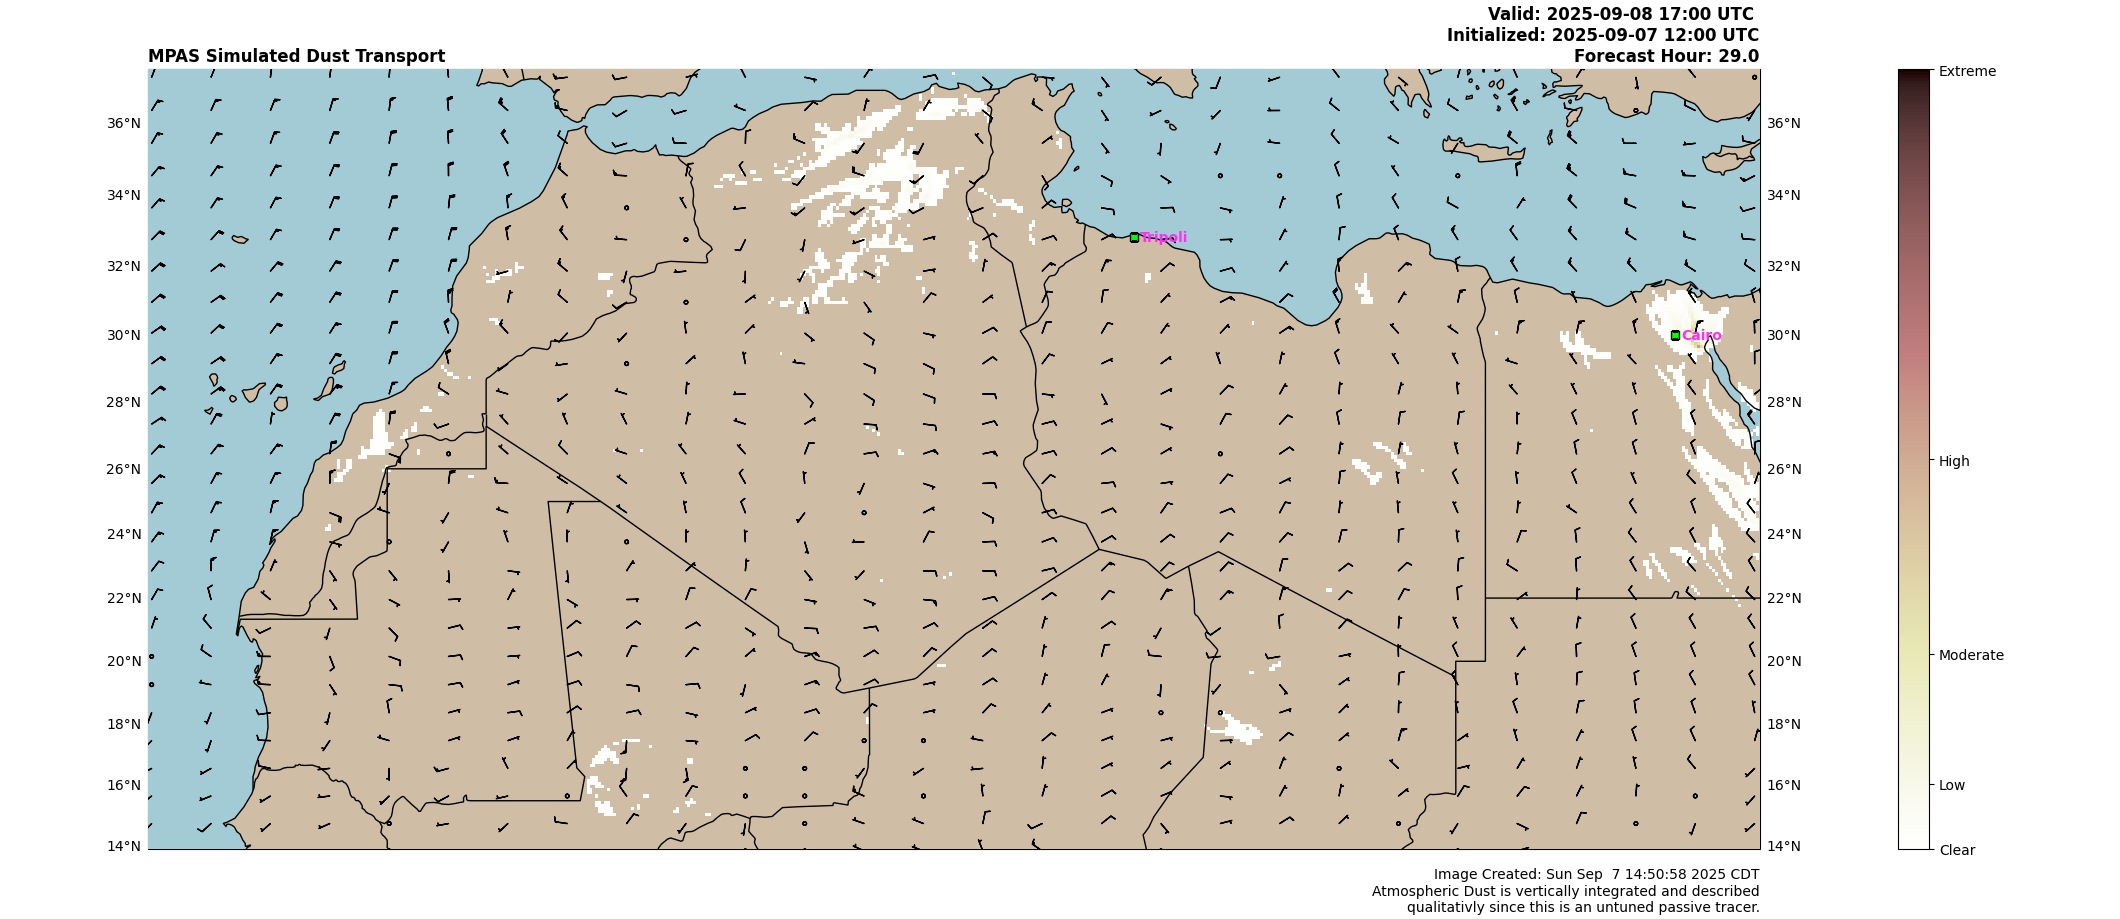 Valid: 2025-09-08 17:00 UTC
Initialized: 2025-09-07 12:00 UTC
MPAS Simulated Dust Transport
Forecast Hour: 29.0
Extreme
36°N
36°N
34°N
34°N
Tripoli
32°N
32°N
30°N
Cairo
30°N
28°N
28°N
26°N
26°N
High
24°N
24°N
22°N
22°N
20°N
20°N
Moderate
18°N
18°N
16°N
16°N
Low
14°N
14°N
Clear
Image Created: Sun Sep  7 14:50:58 2025 CDT
Atmospheric Dust is vertically integrated and described
qualitativly since this is an untuned passive tracer.